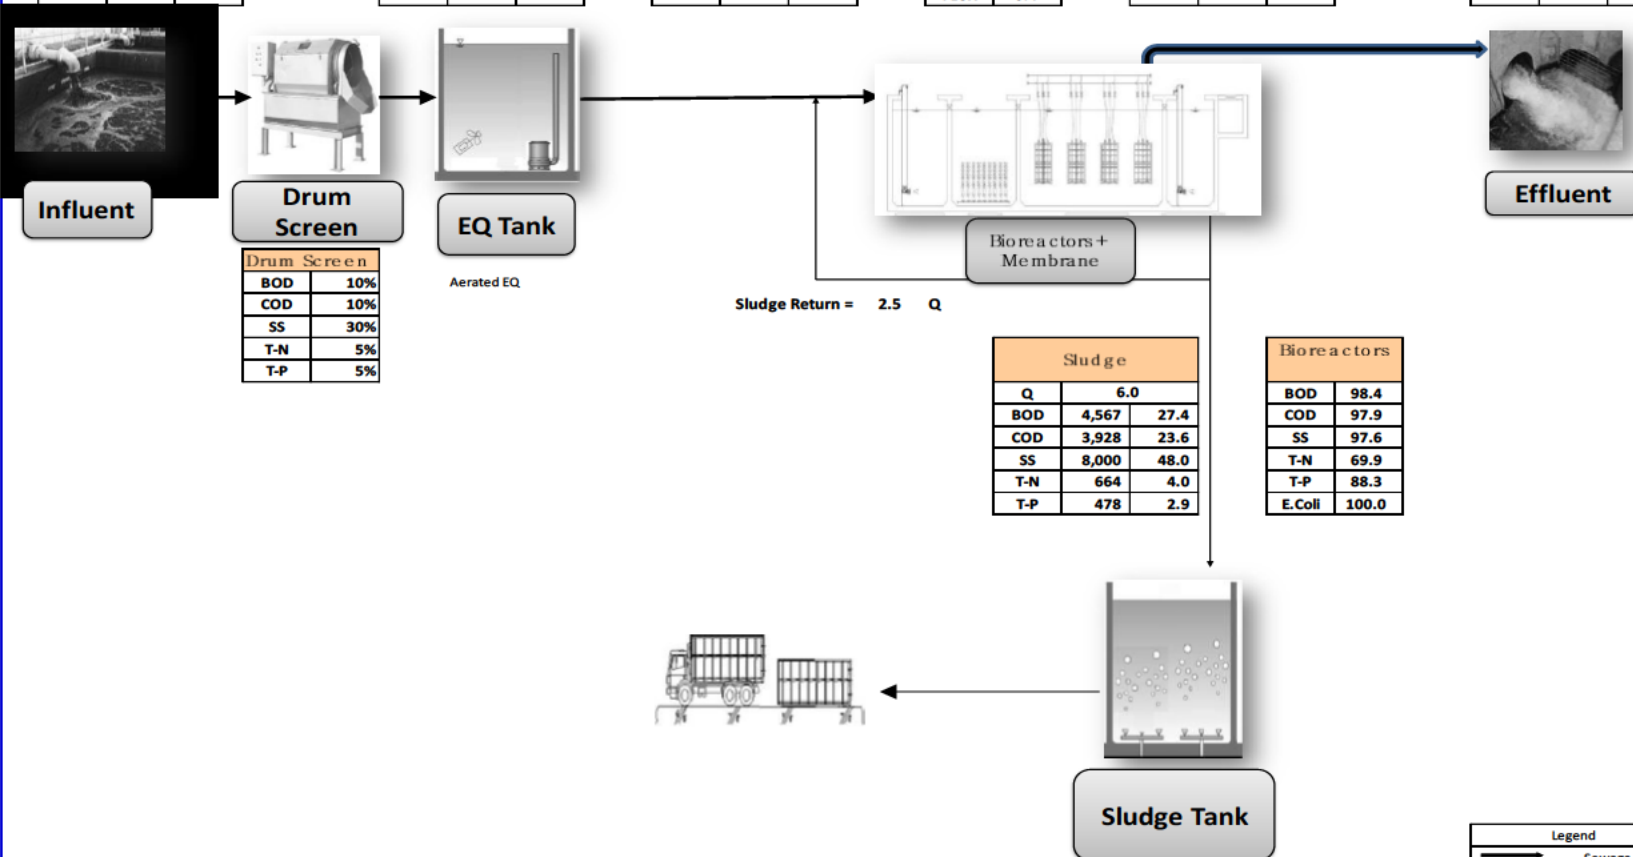 Influent
Drum
Screen
EQ Tank
Bioreactors+
Membrane
Effluent
Drum Screen
BOD 10%
COD 10%
SS 30%
T-N 5%
T-P 5%
Aerated EQ
Sludge Return = 2.5 Q
Sludge
Q 6.0
BOD 4,567 27.4
COD 3,928 23.6
SS 8,000 48.0
T-N 664 4.0
T-P 478 2.9
Bioreactors
BOD 98.4
COD 97.9
SS 97.6
T-N 69.9
T-P 88.3
E.Coli 100.0
Sludge Tank
Legend